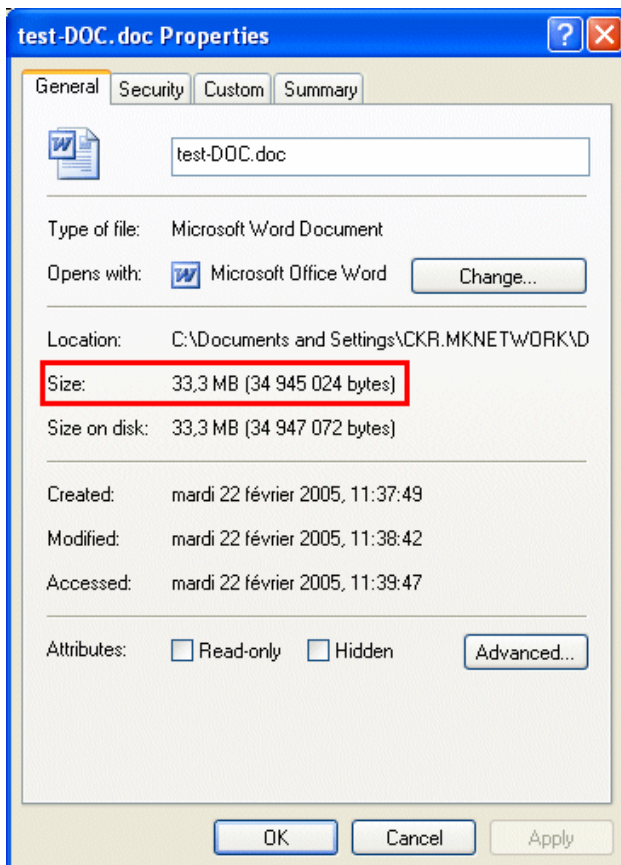 test-DOC.doc Properties
General Security Custom Summary
test-DOC.doc
Type of file: Microsoft Word Document
Opens with: Microsoft Office Word Change...
Location: C:\Documents and Settings\CKR.MKNETWORK\D
Size: 33,3 MB (34 945 024 bytes)
Size on disk: 33,3 MB (34 947 072 bytes)
Created: mardi 22 février 2005, 11:37:49
Modified: mardi 22 février 2005, 11:38:42
Accessed: mardi 22 février 2005, 11:39:47
Attributes: Read-only Hidden Advanced...
OK Cancel Apply